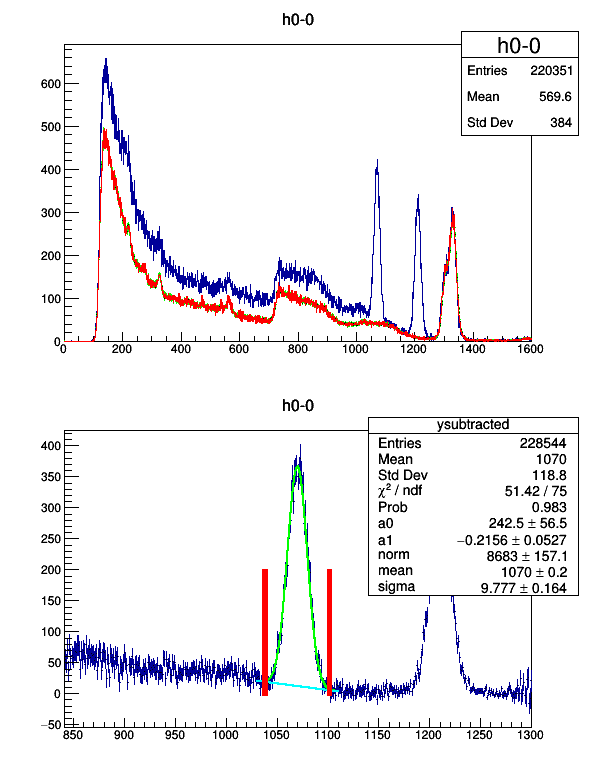 h0-0
h0-0
Entries 220351
Mean 569.6
Std Dev 384
600
500
400
300
200
100
0
0 200 400 600 800 1000 1200 1400 1600
h0-0
ysubtracted
Entries 228544
Mean 1070
Std Dev 118.8
χ² / ndf 51.42 / 75
Prob 0.983
a0 242.5 ± 56.5
a1 −0.2156 ± 0.0527
norm 8683 ± 157.1
mean 1070 ± 0.2
sigma 9.777 ± 0.164
400
350
300
250
200
150
100
50
0
−50
850 900 950 1000 1050 1100 1150 1200 1250 1300